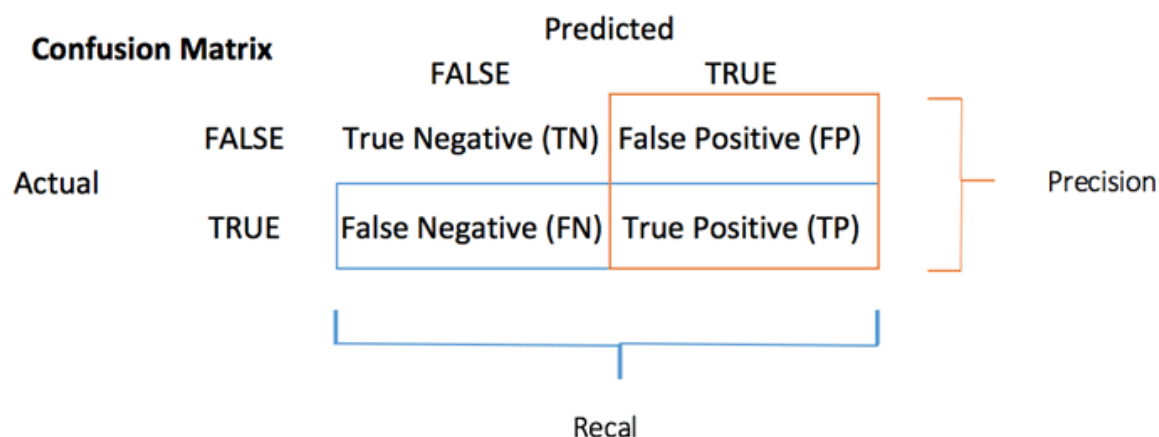 Confusion Matrix
Predicted
FALSE TRUE
FALSE True Negative (TN) False Positive (FP)
Actual
Precision
TRUE False Negative (FN) True Positive (TP)
Recal